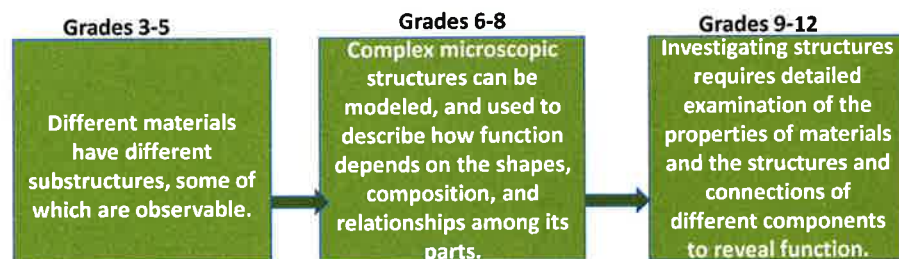 Grades 3-5
Different materials
have different
substructures, some of
which are observable.
Grades 6-8
Complex microscopic
structures can be
modeled, and used to
describe how function
depends on the shapes,
composition, and
relationships among its
parts.
Grades 9-12
Investigating structures
requires detailed
examination of the
properties of materials
and the structures and
connections of
different components
to reveal function.